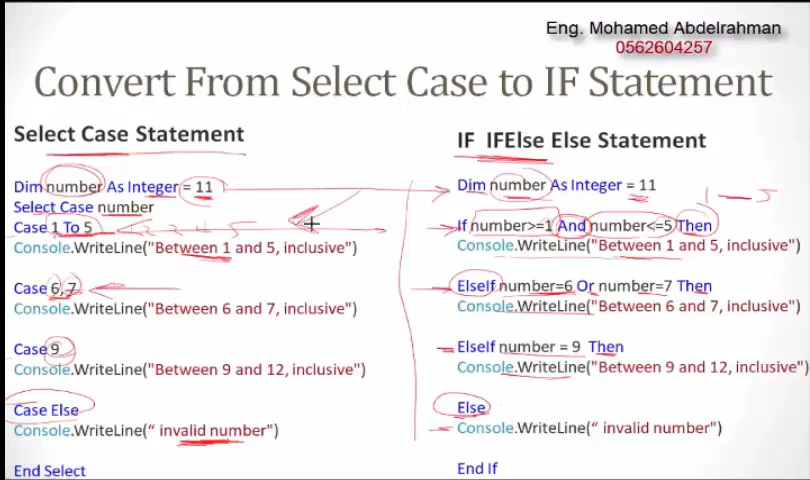 Eng. Mohamed Abdelrahman
0562604257
Convert From Select Case to IF Statement
Select Case Statement
Dim number As Integer = 11
Select Case number
Case 1 To 5
Console.WriteLine("Between 1 and 5, inclusive")
Case 6,7
Console.WriteLine("Between 6 and 7, inclusive")
Case 9
Console.WriteLine("Between 9 and 12, inclusive)
Case Else
Console.WriteLine(“ invalid number")
End Select
IF IFElse Else Statement
Dim number As Integer = 11
1 — 5
If number>=1 And number<=5 Then
Console.WriteLine("Between 1 and 5, inclusive")
ElseIf number=6 Or number=7 Then
Console.WriteLine("Between 6 and 7, inclusive")
ElseIf number = 9 Then
Console.WriteLine("Between 9 and 12, inclusive")
Else
Console.WriteLine(“ invalid number")
End If